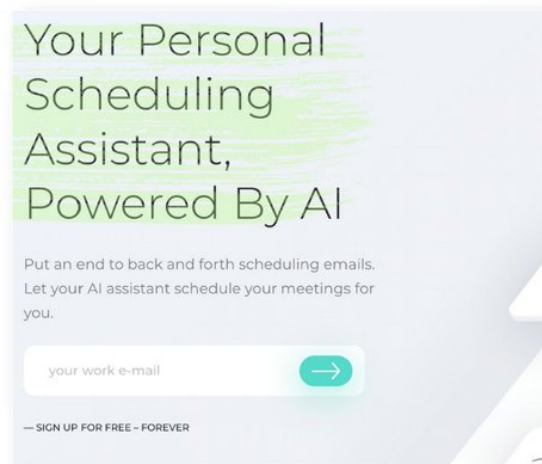 Your Personal
Scheduling
Assistant,
Powered By AI
Put an end to back and forth scheduling emails.
Let your AI assistant schedule your meetings for
you.
your work e-mail
— SIGN UP FOR FREE – FOREVER